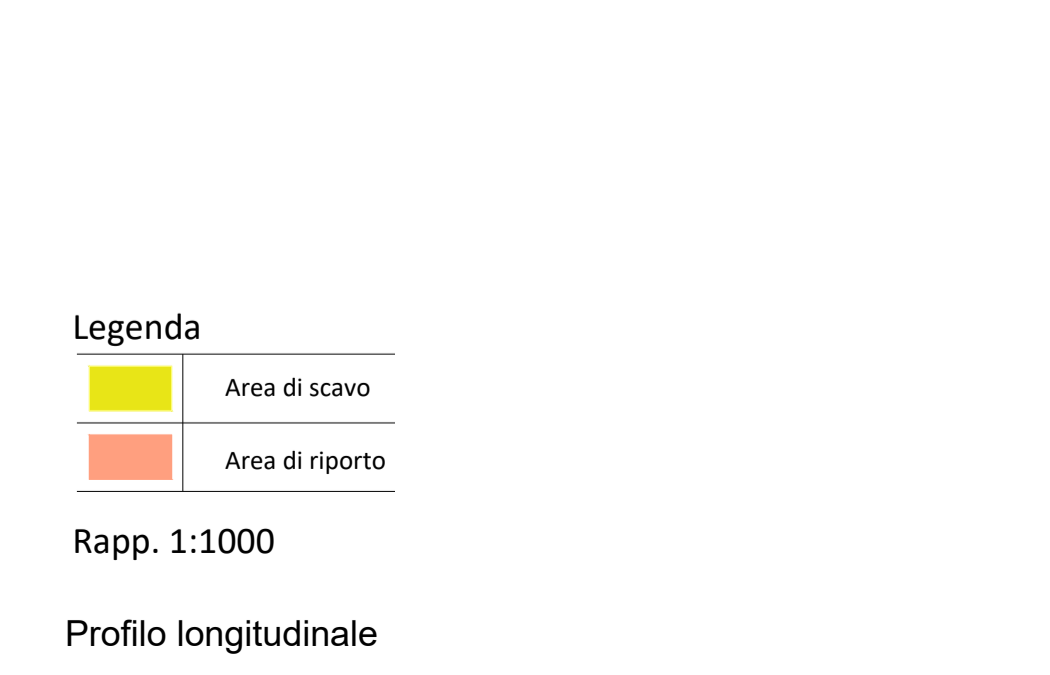 Legenda
Area di scavo
Area di riporto
Rapp. 1:1000
Profilo longitudinale